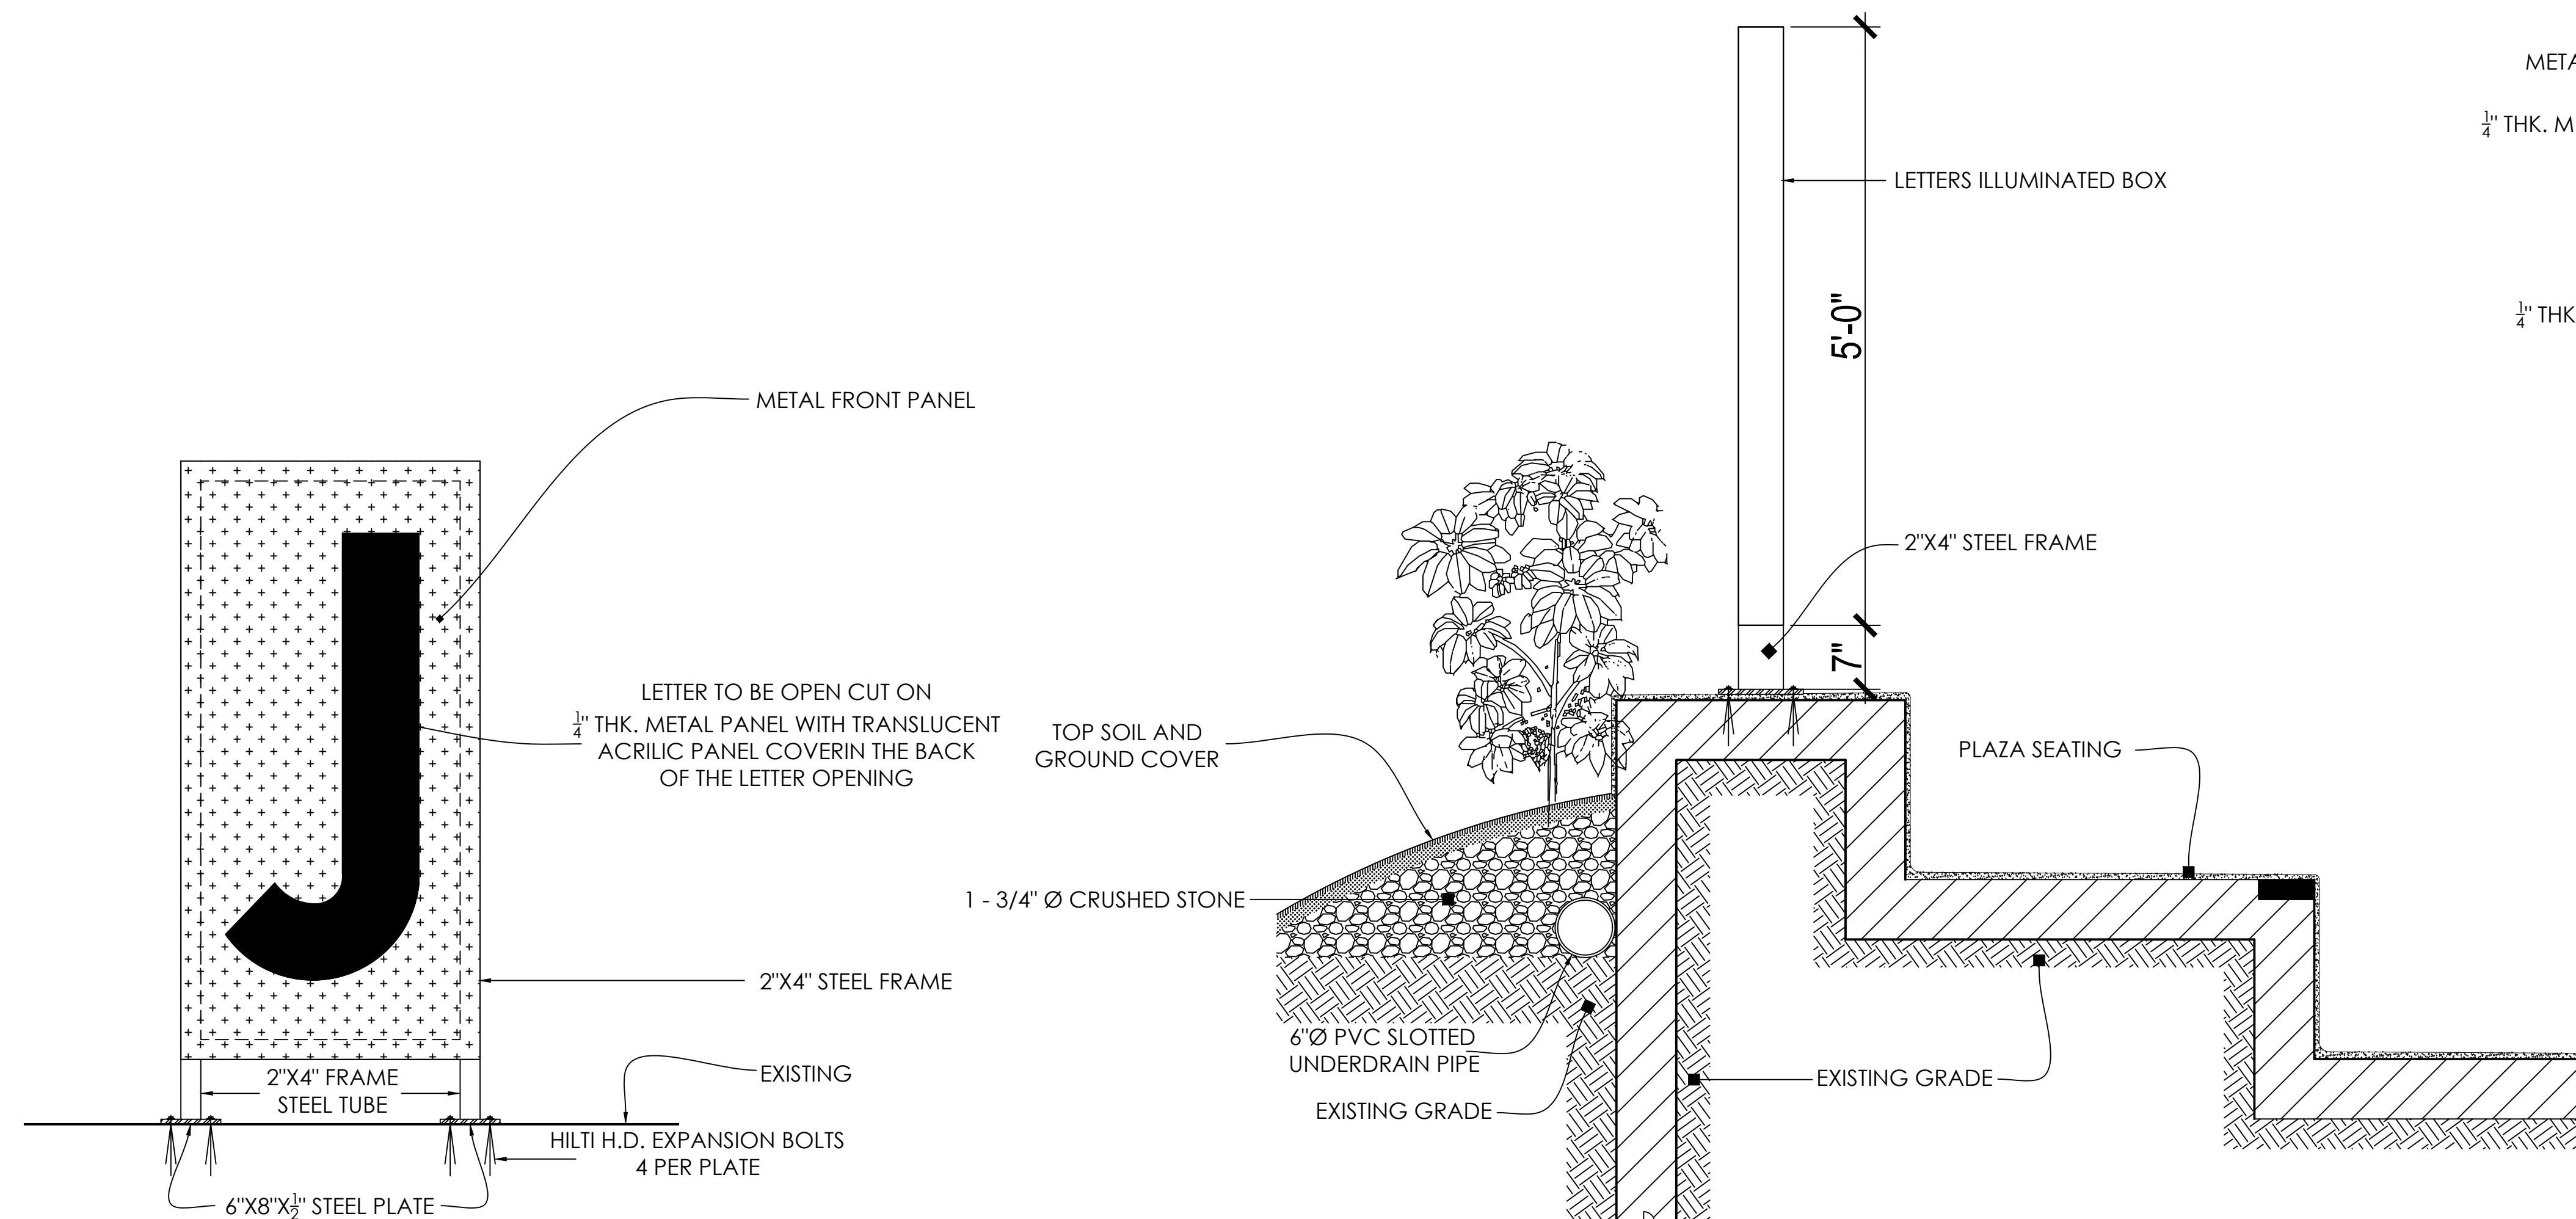 METAL FRONT PANEL
LETTER TO BE OPEN CUT ON
1/4" THK. METAL PANEL WITH TRANSLUCENT
ACRILIC PANEL COVERIN THE BACK
OF THE LETTER OPENING
J
2"X4" STEEL FRAME
2"X4" FRAME
STEEL TUBE
EXISTING
HILTI H.D. EXPANSION BOLTS
4 PER PLATE
6"X8"X1/2" STEEL PLATE
LETTERS ILLUMINATED BOX
5'-0"
2"X4" STEEL FRAME
7"
TOP SOIL AND
GROUND COVER
PLAZA SEATING
1 - 3/4" Ø CRUSHED STONE
6"Ø PVC SLOTTED
UNDERDRAIN PIPE
EXISTING GRADE
EXISTING GRADE
META
1/4" THK. M
1/4" THK